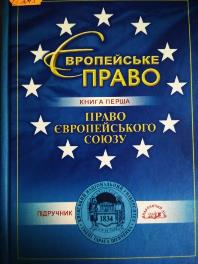 ЄВРОПЕЙСЬКЕ
ПРАВО
КНИГА ПЕРША
ПРАВО
ЄВРОПЕЙСЬКОГО
СОЮЗУ
ПІДРУЧНИК
1834